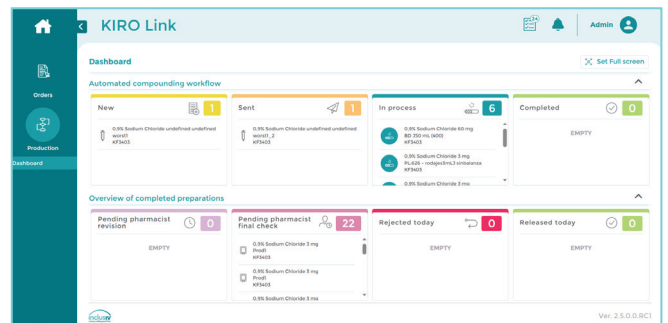 KIRO Link
24
Admin
Orders
Production
Dashboard
Dashboard
Set Full screen
Automated compounding workflow
New
1
0,9% Sodium Chloride undefined undefined
worst1
KF3403
Sent
1
0,9% Sodium Chloride undefined undefined
worst1_2
KF3403
In process
6
0,9% Sodium Chloride 60 mg
BD 350 mL (400)
KF3403
0,9% Sodium Chloride 3 mg
KF3403
0,9% Sodium Chloride 3 mg
Completed
0
EMPTY
Overview of completed preparations
Pending pharmacist
revision
0
EMPTY
Pending pharmacist
final check
22
0,9% Sodium Chloride 3 mg
Prod1
KF3403
0,9% Sodium Chloride 3 mg
Prod1
KF3403
0,9% Sodium Chloride 3 mg
Rejected today
0
EMPTY
Released today
0
EMPTY
inclusiv
Ver. 2.5.0.0.RC1